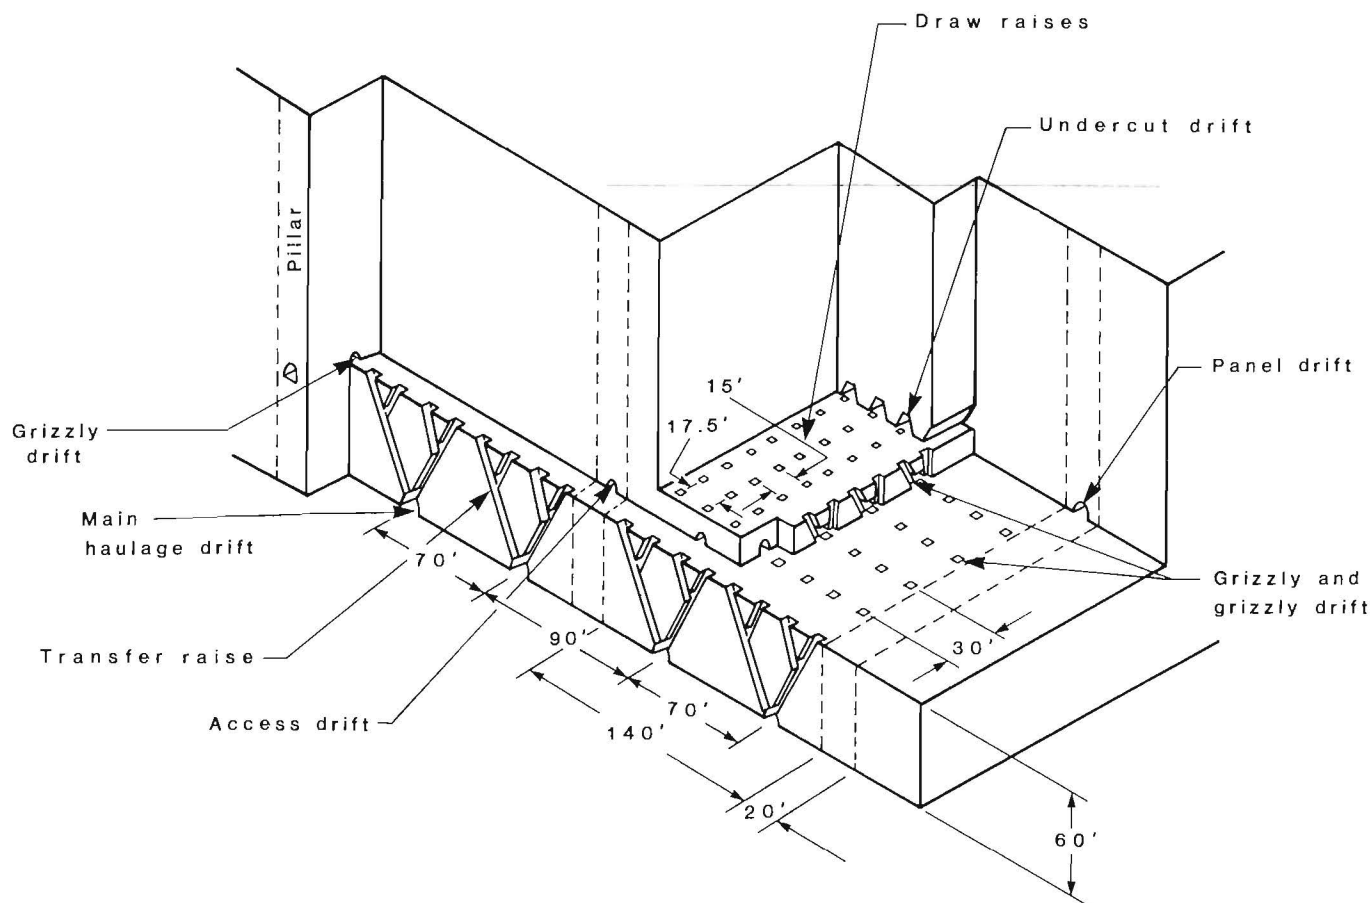 Draw raises
Undercut drift
Pillar
15'
Panel drift
17.5'
Grizzly
drift
Main
haulage drift
70'
Grizzly and
grizzly drift
90'
30'
Transfer raise
70'
Access drift
140'
20'
60'